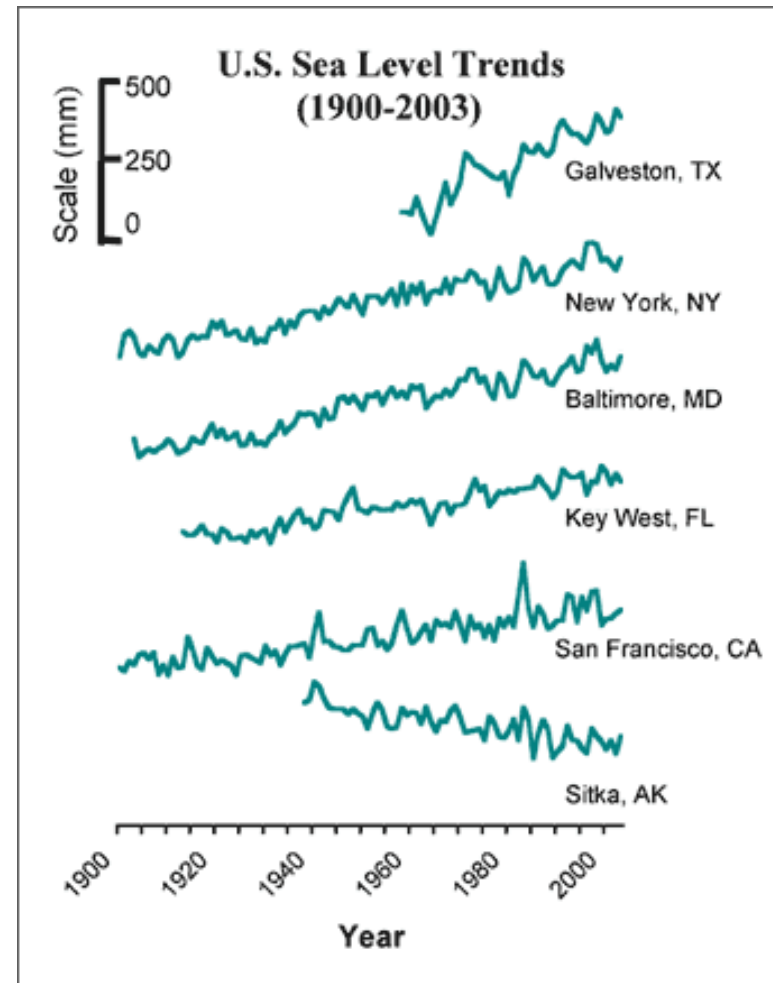 U.S. Sea Level Trends
(1900-2003)
Scale (mm)
500
250
0
Galveston, TX
New York, NY
Baltimore, MD
Key West, FL
San Francisco, CA
Sitka, AK
1900 1920 1940 1960 1980 2000
Year